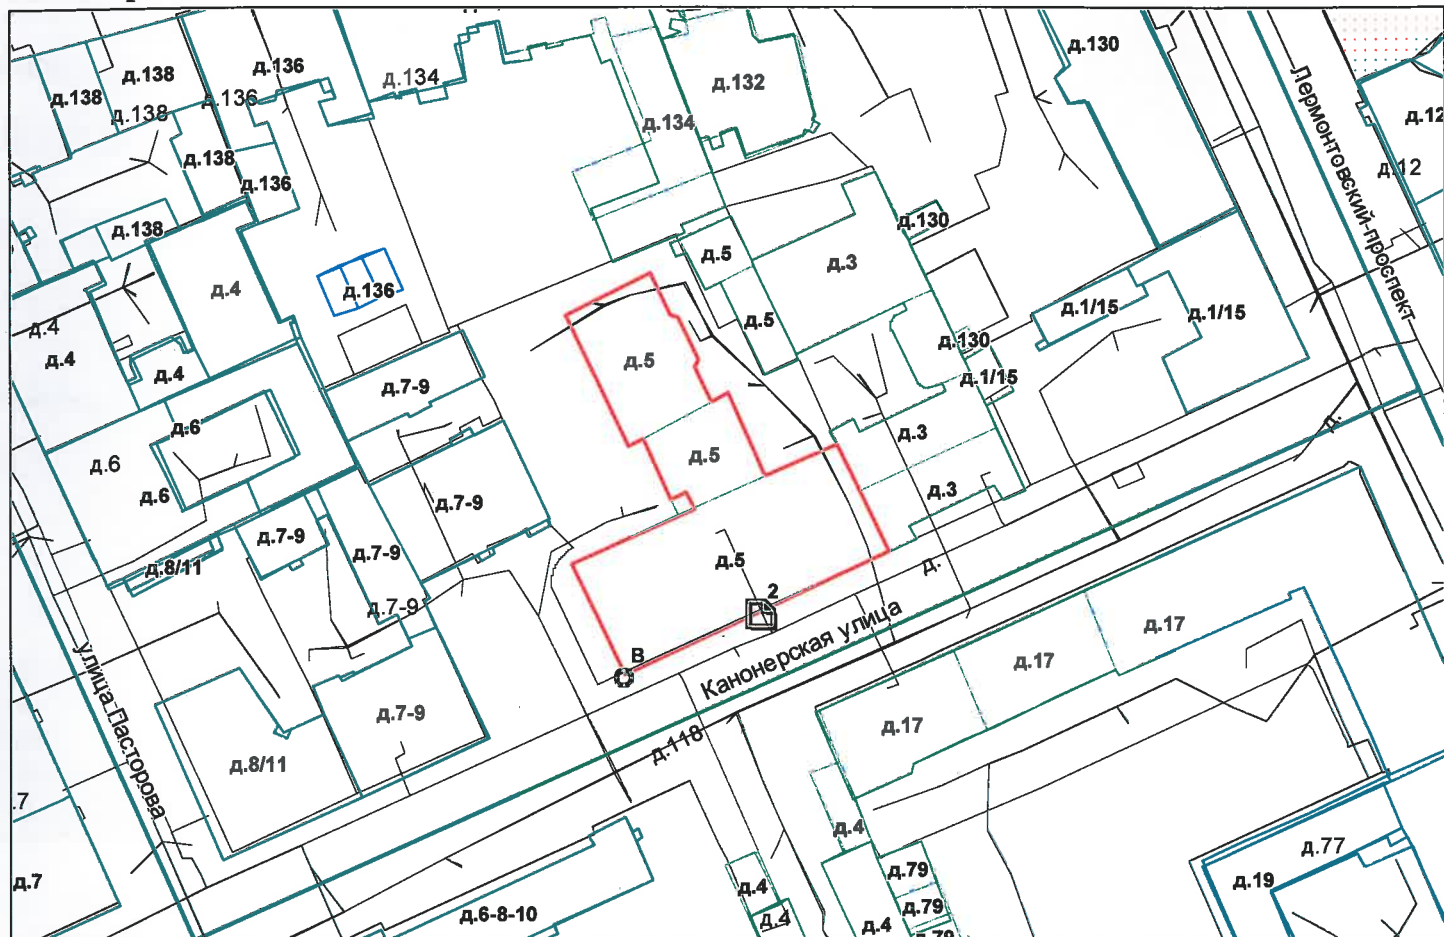 д.138
д.138
д.138
д.136
д.136
д.134
д.132
д.130
д.12
д.12
д.134
д.138
д.136
д.138
д.130
Лермонтовский-проспект
д.5
д.3
д.4
д.136
д.5
д.1/15
д.1/15
д.4
д.4
д.4
д.130
д.1/15
д.5
д.7-9
д.6
д.6
д.6
д.5
д.3
д.3
д.
д.7-9
д.7-9
д.7-9
д.8/11
д.5
д.
2
д.7-9
Канонерская улица
В
д.17
д.17
д.17
улица-Пасторова
д.7-9
д.118
д.8/11
.7
д.4
д.77
д.7
д.79
д.19
д.4
д.6-8-10
д.4
д.79
д.4
д.79